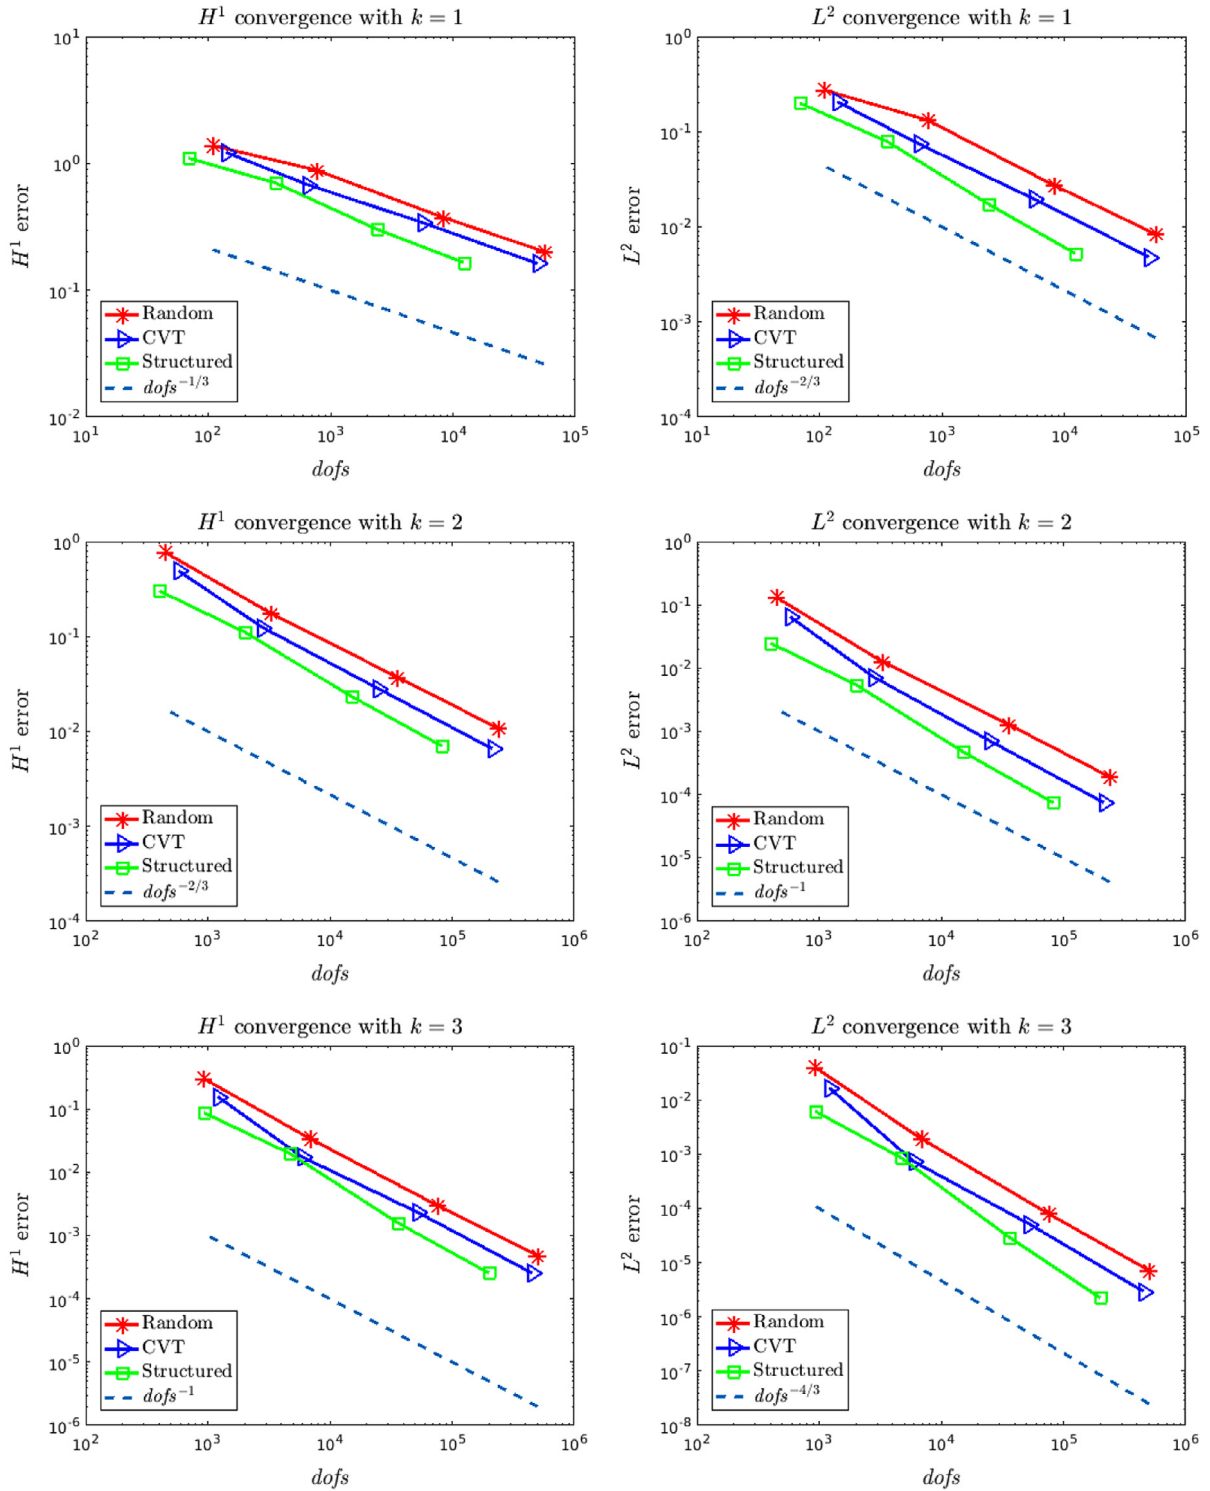 H¹ convergence with k = 1
10¹
10⁰
10⁻¹
10⁻²
H¹ error
10¹
10²
10³
10⁴
10⁵
dofs
Random
CVT
Structured
dofs⁻¹/³
L² convergence with k = 1
10⁰
10⁻¹
10⁻²
10⁻³
10⁻⁴
L² error
10¹
10²
10³
10⁴
10⁵
dofs
Random
CVT
Structured
dofs⁻²/³
H¹ convergence with k = 2
10⁰
10⁻¹
10⁻²
10⁻³
10⁻⁴
H¹ error
10²
10³
10⁴
10⁵
10⁶
dofs
Random
CVT
Structured
dofs⁻²/³
L² convergence with k = 2
10⁰
10⁻¹
10⁻²
10⁻³
10⁻⁴
10⁻⁵
10⁻⁶
L² error
10²
10³
10⁴
10⁵
10⁶
dofs
Random
CVT
Structured
dofs⁻¹
H¹ convergence with k = 3
10⁰
10⁻¹
10⁻²
10⁻³
10⁻⁴
10⁻⁵
10⁻⁶
H¹ error
10²
10³
10⁴
10⁵
10⁶
dofs
Random
CVT
Structured
dofs⁻¹
L² convergence with k = 3
10⁻¹
10⁻²
10⁻³
10⁻⁴
10⁻⁵
10⁻⁶
10⁻⁷
10⁻⁸
L² error
10²
10³
10⁴
10⁵
10⁶
dofs
Random
CVT
Structured
dofs⁻⁴/³